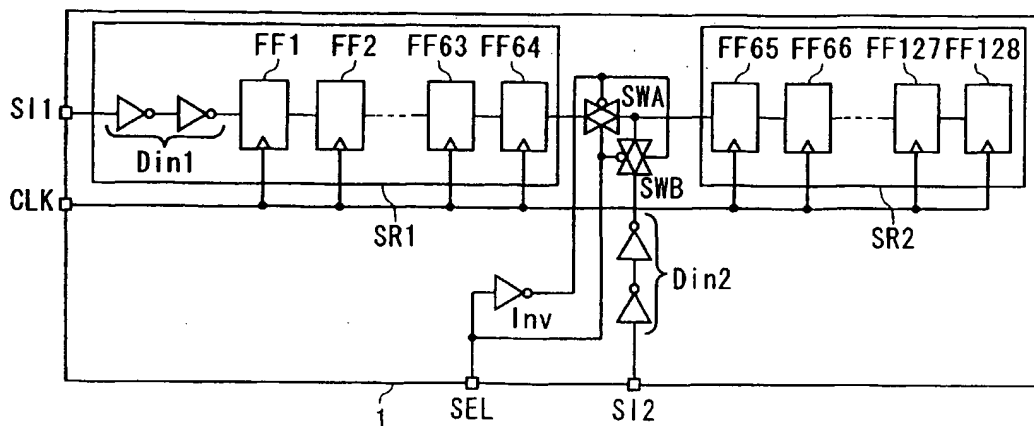 FF1 FF2 FF63 FF64 FF65 FF66 FF127 FF128
SI1
SWA
Din1
SWB
CLK
SR1
SR2
Din2
Inv
1
SEL
SI2